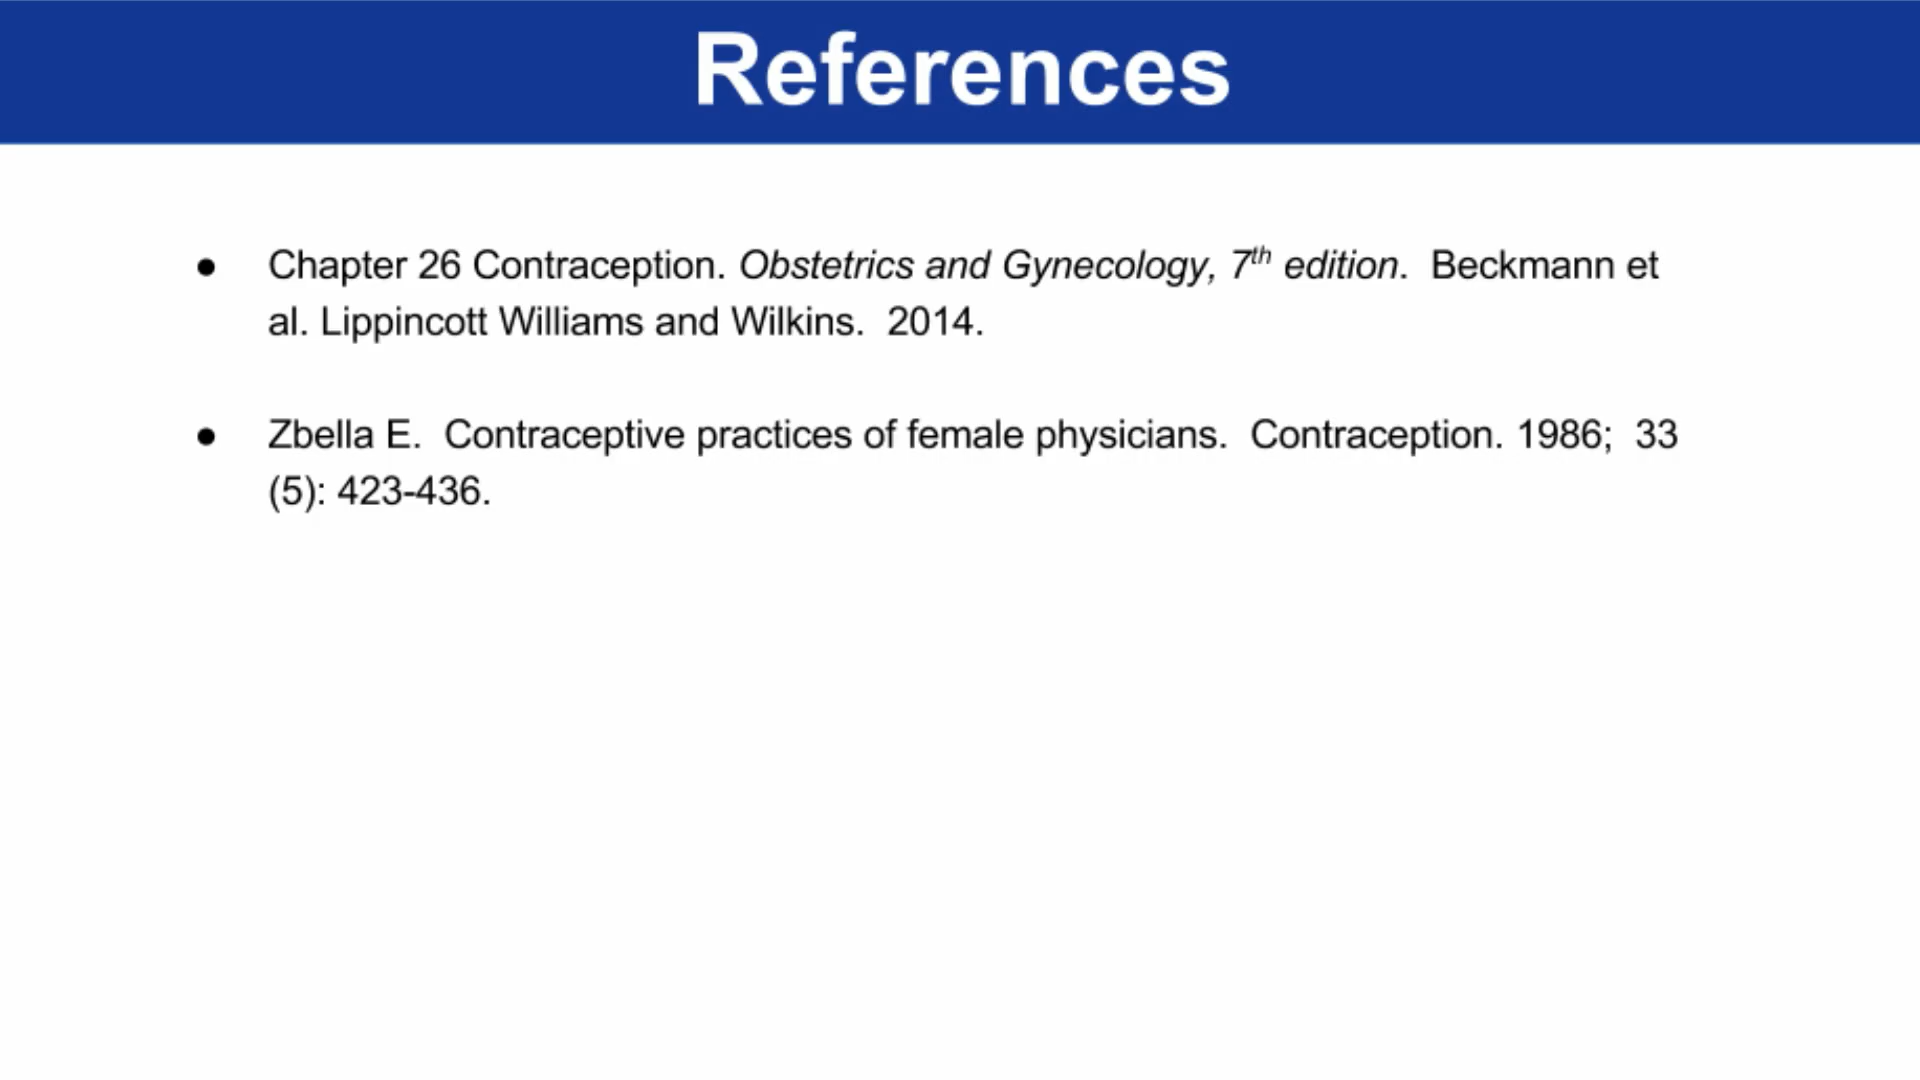 References
● Chapter 26 Contraception. Obstetrics and Gynecology, 7th edition. Beckmann et
al. Lippincott Williams and Wilkins. 2014.
● Zbella E. Contraceptive practices of female physicians. Contraception. 1986; 33
(5): 423-436.